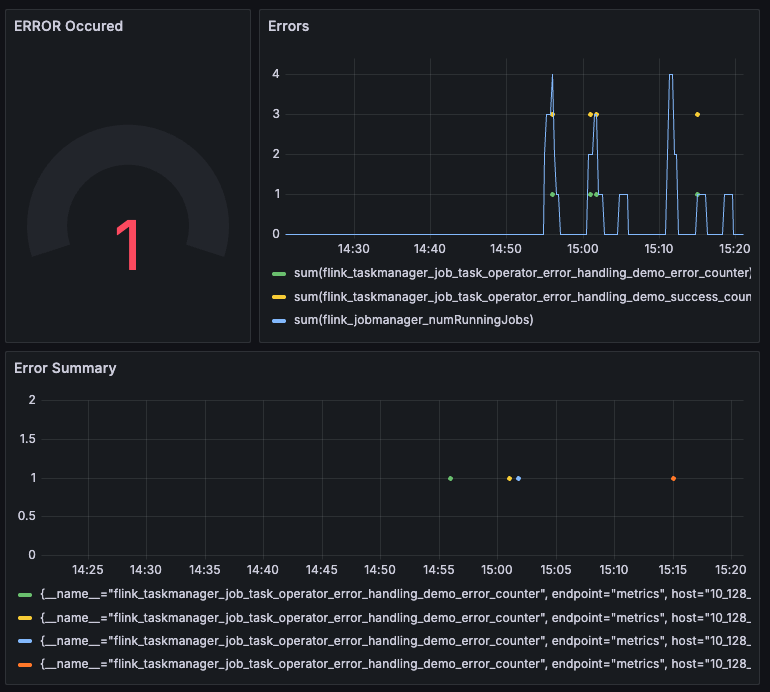 ERROR Occured
1
Errors
4
3
2
1
0
14:30 14:40 14:50 15:00 15:10 15:20
sum(flink_taskmanager_job_task_operator_error_handling_demo_error_counter)
sum(flink_taskmanager_job_task_operator_error_handling_demo_success_coun
sum(flink_jobmanager_numRunningJobs)
Error Summary
2
1.5
1
0.5
0
14:25 14:30 14:35 14:40 14:45 14:50 14:55 15:00 15:05 15:10 15:15 15:20
{__name__="flink_taskmanager_job_task_operator_error_handling_demo_error_counter", endpoint="metrics", host="10_128_
{__name__="flink_taskmanager_job_task_operator_error_handling_demo_error_counter", endpoint="metrics", host="10_128_
{__name__="flink_taskmanager_job_task_operator_error_handling_demo_error_counter", endpoint="metrics", host="10_128_
{__name__="flink_taskmanager_job_task_operator_error_handling_demo_error_counter", endpoint="metrics", host="10_128_